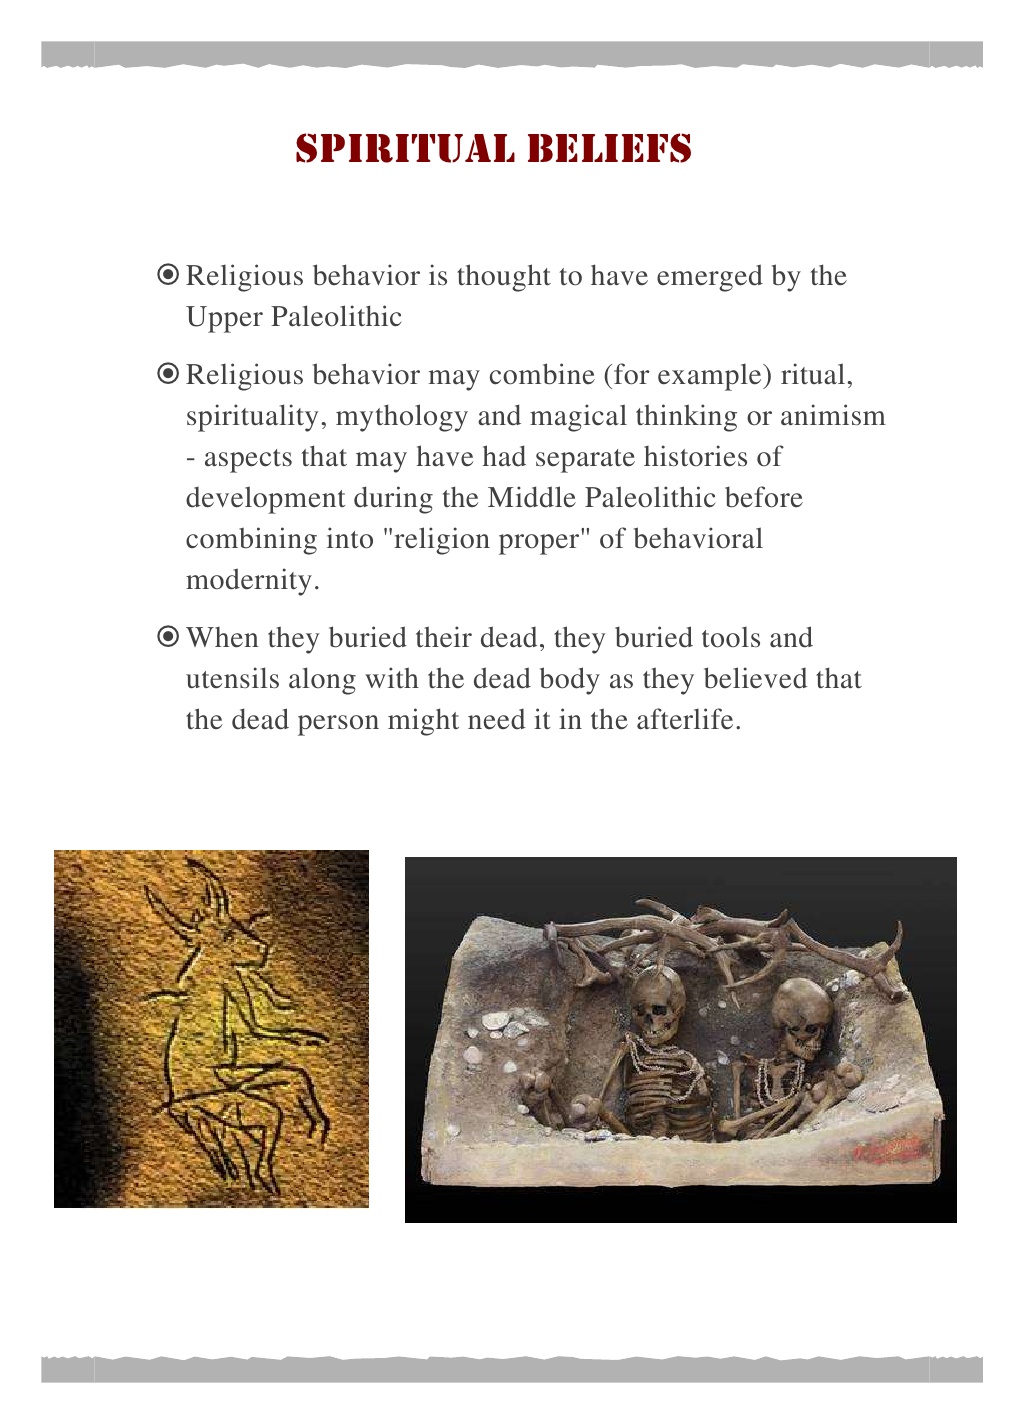 SPIRITUAL BELIEFS
Religious behavior is thought to have emerged by the
Upper Paleolithic
Religious behavior may combine (for example) ritual,
spirituality, mythology and magical thinking or animism
- aspects that may have had separate histories of
development during the Middle Paleolithic before
combining into "religion proper" of behavioral
modernity.
When they buried their dead, they buried tools and
utensils along with the dead body as they believed that
the dead person might need it in the afterlife.